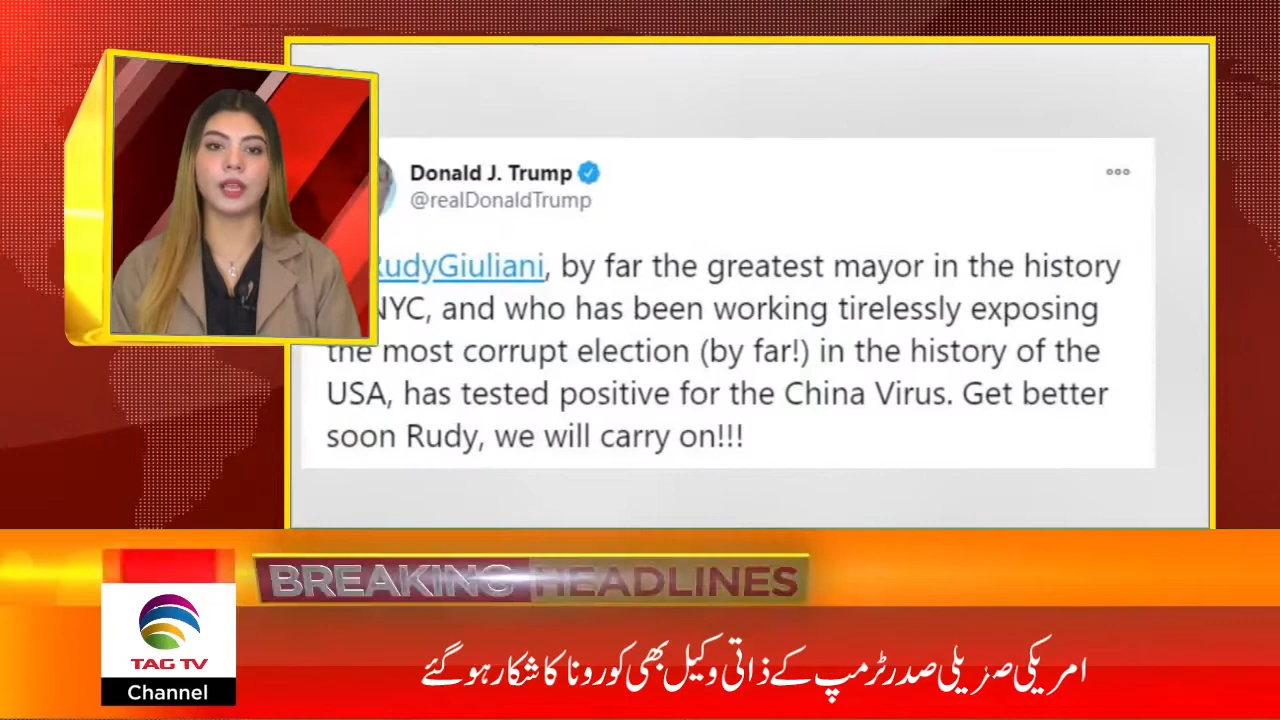 Donald J. Trump
@realDonaldTrump
RudyGiuliani, by far the greatest mayor in the history
NYC, and who has been working tirelessly exposing
the most corrupt election (by far!) in the history of the
USA, has tested positive for the China Virus. Get better
soon Rudy, we will carry on!!!
BREAKING HEADLINES
TAG TV
Channel
امریکی صدر ٹرمپ کے ذاتی وکیل بھی کورونا کا شکار ہو گئے